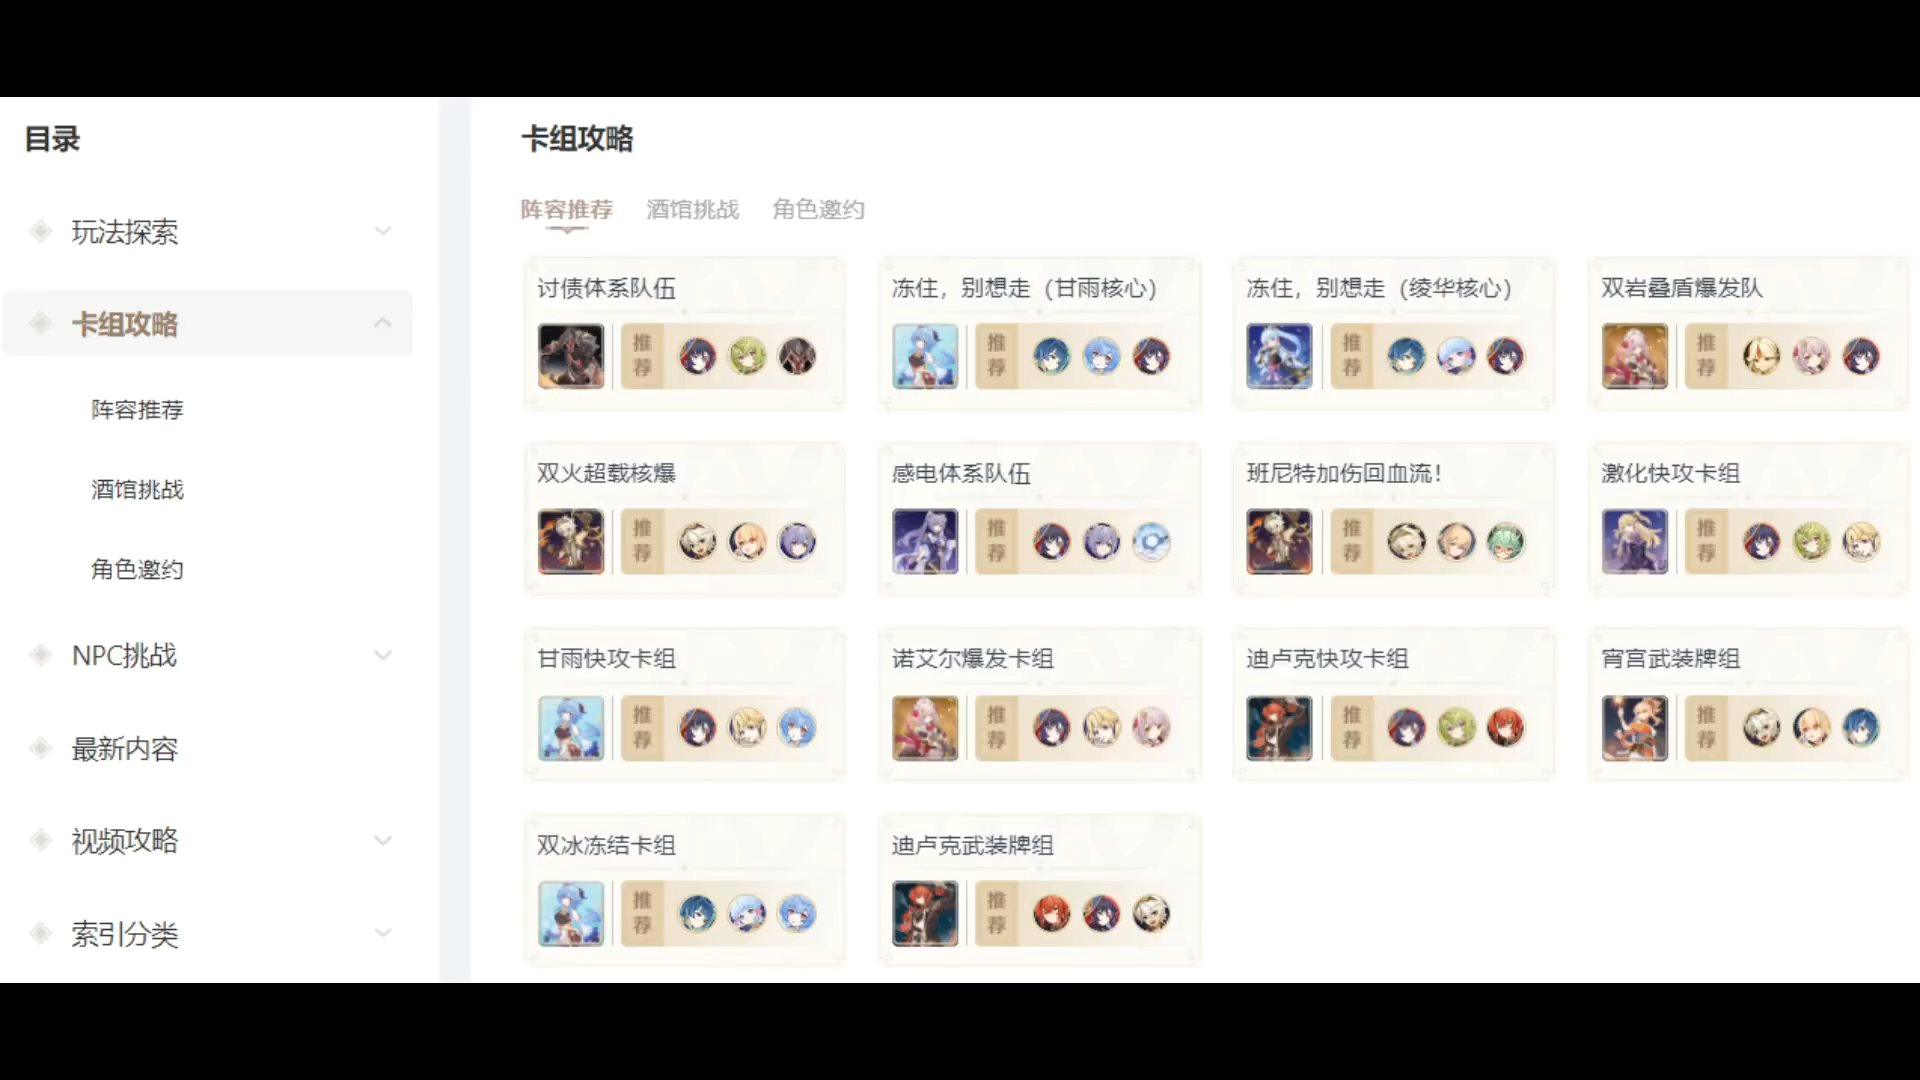 目录
玩法探索
卡组攻略
阵容推荐
酒馆挑战
角色邀约
NPC挑战
最新内容
视频攻略
索引分类
卡组攻略
阵容推荐 酒馆挑战 角色邀约
讨债体系队伍
推荐
冻住，别想走（甘雨核心）
推荐
冻住，别想走（绫华核心）
推荐
双岩叠盾爆发队
推荐
双火超载核爆
推荐
感电体系队伍
推荐
班尼特加伤回血流！
推荐
激化快攻卡组
推荐
甘雨快攻卡组
推荐
诺艾尔爆发卡组
推荐
迪卢克快攻卡组
推荐
宵宫武装牌组
推荐
双冰冻结卡组
推荐
迪卢克武装牌组
推荐